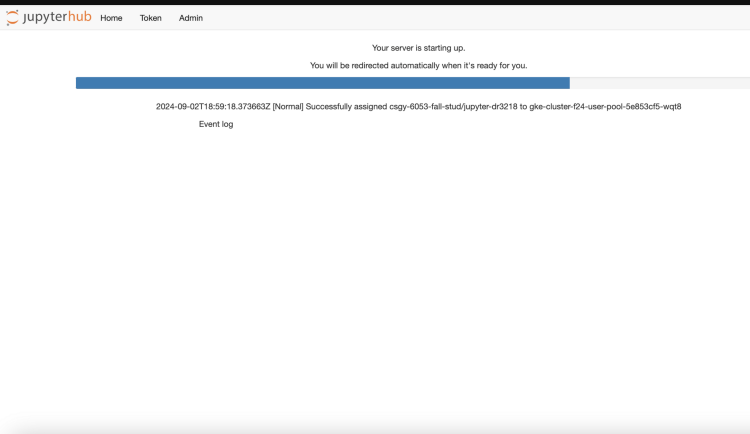 jupyterhub Home Token Admin
Your server is starting up.
You will be redirected automatically when it's ready for you.
2024-09-02T18:59:18.373663Z [Normal] Successfully assigned csgy-6053-fall-stud/jupyter-dr3218 to gke-cluster-f24-user-pool-5e853cf5-wqt8
Event log